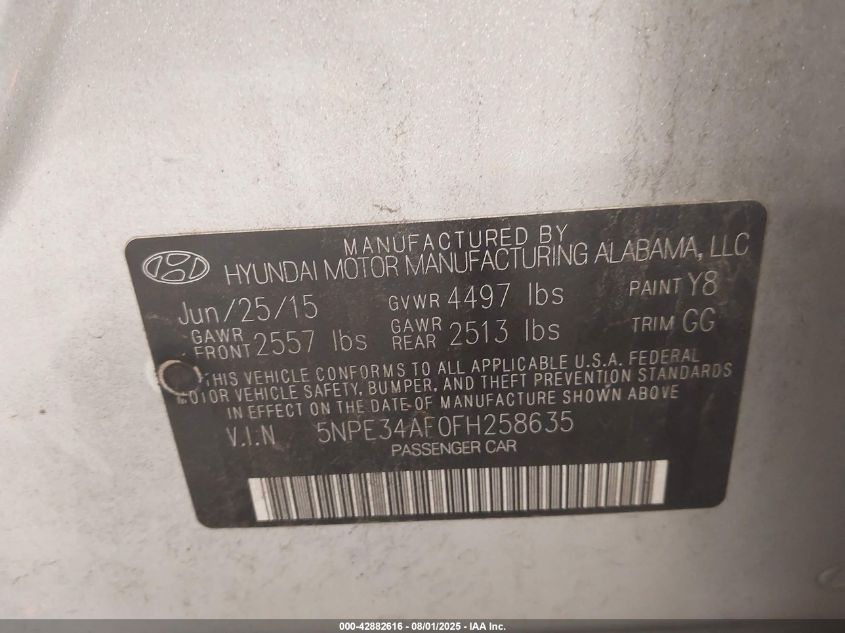 MANUFACTURED BY
HYUNDAI MOTOR MANUFACTURING ALABAMA, LLC
Jun/25/15 GVWR 4497 lbs PAINT Y8
GAWR FRONT 2557 lbs GAWR REAR 2513 lbs TRIM GG
THIS VEHICLE CONFORMS TO ALL APPLICABLE U.S.A. FEDERAL
MOTOR VEHICLE SAFETY, BUMPER, AND THEFT PREVENTION STANDARDS
IN EFFECT ON THE DATE OF MANUFACTURE SHOWN ABOVE
V.I.N 5NPE34AF0FH258635
PASSENGER CAR
000-42882616 - 08/01/2025 - IAA Inc.